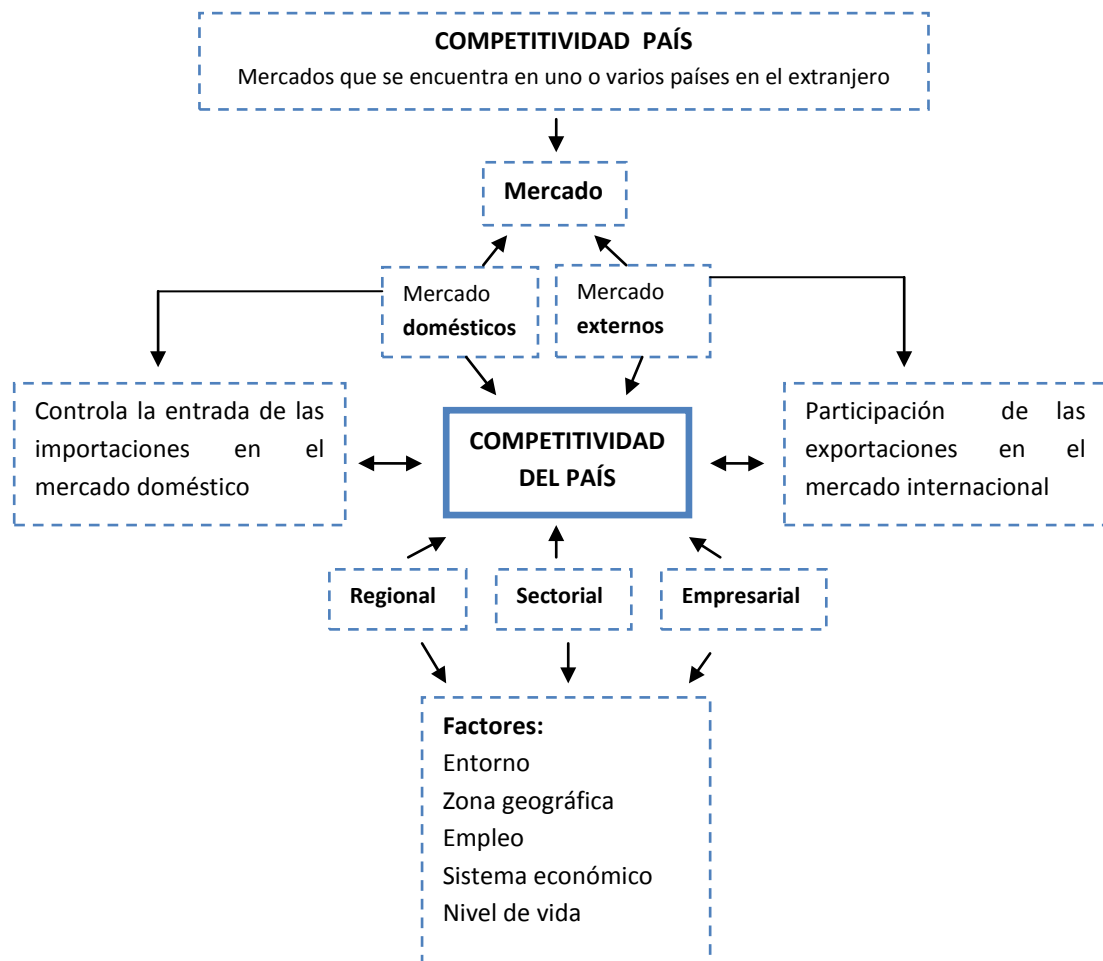 COMPETITIVIDAD PAÍS
Mercados que se encuentra en uno o varios países en el extranjero
Mercado
Mercado
domésticos
Mercado
externos
Controla la entrada de las
importaciones en el
mercado doméstico
COMPETITIVIDAD
DEL PAÍS
Participación de las
exportaciones en el
mercado internacional
Regional
Sectorial
Empresarial
Factores:
Entorno
Zona geográfica
Empleo
Sistema económico
Nivel de vida